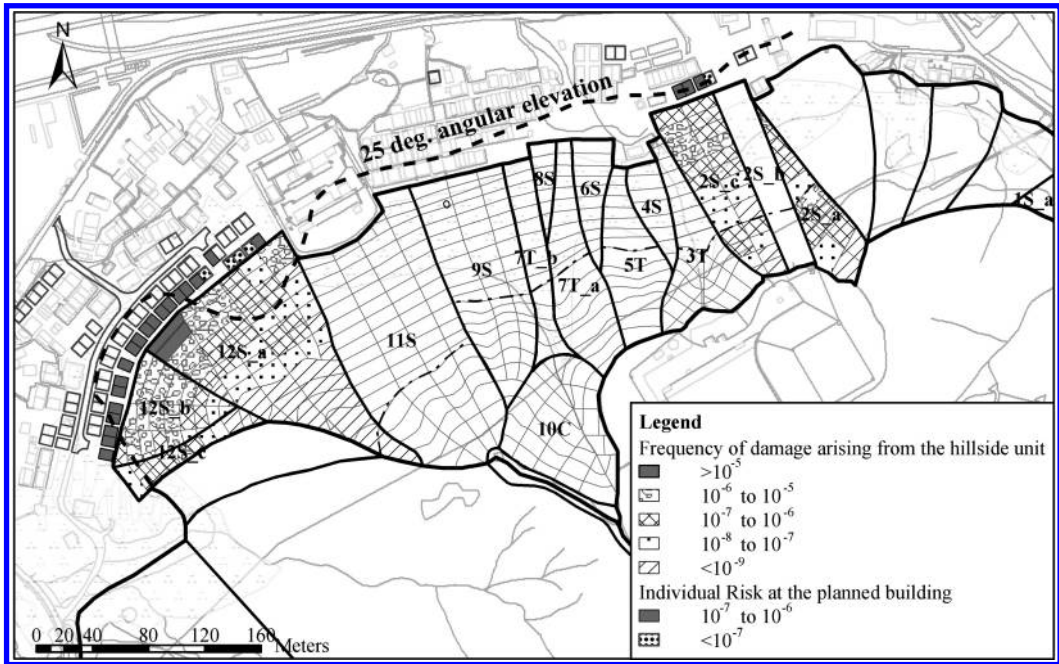 N
25 deg. angular elevation
8S
6S
2S_c
2S_b
4S
2S_a
1S_a
7T_b
9S
5T
3T
7T_a
11S
12S_a
12S_b
10C
12S_c
Legend
Frequency of damage arising from the hillside unit
>10⁻⁵
10⁻⁶ to 10⁻⁵
10⁻⁷ to 10⁻⁶
10⁻⁸ to 10⁻⁷
<10⁻⁹
Individual Risk at the planned building
10⁻⁷ to 10⁻⁶
<10⁻⁷
0 20 40 80 120 160 Meters